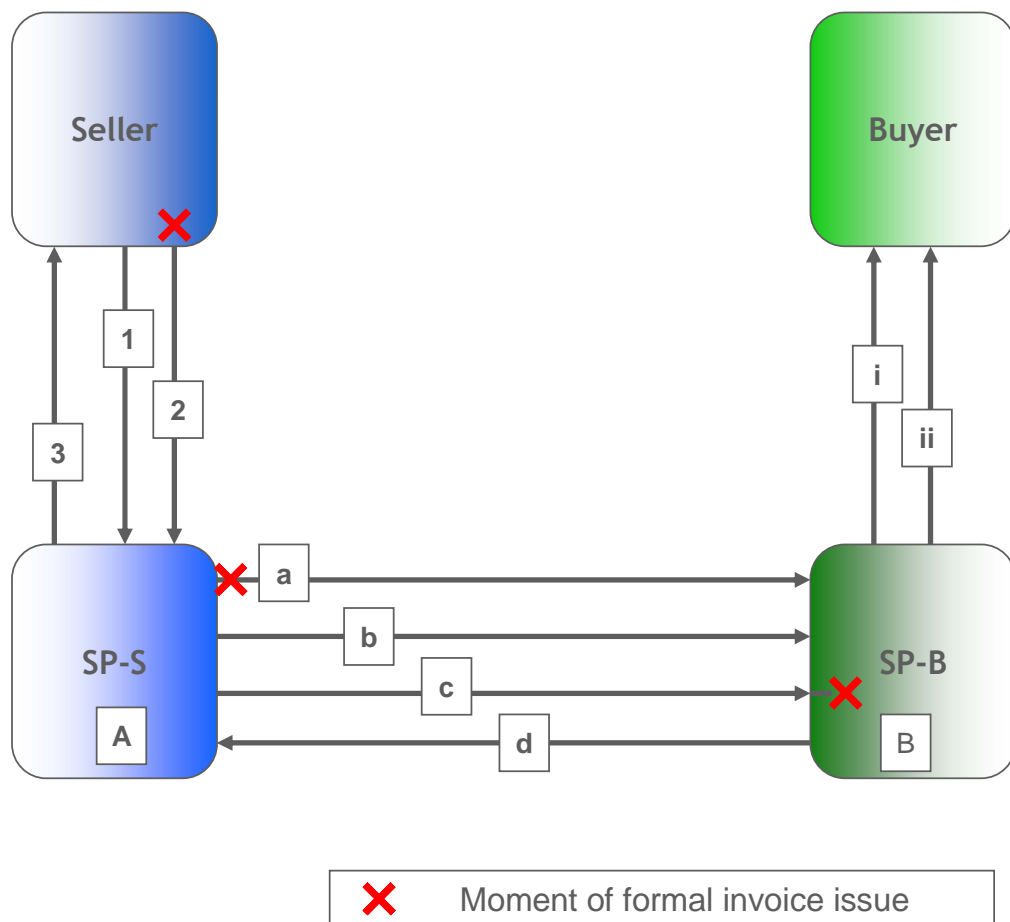 Seller
Buyer
1
i
2
ii
3
a
b
SP-S
SP-B
c
A
d
B
Moment of formal invoice issue